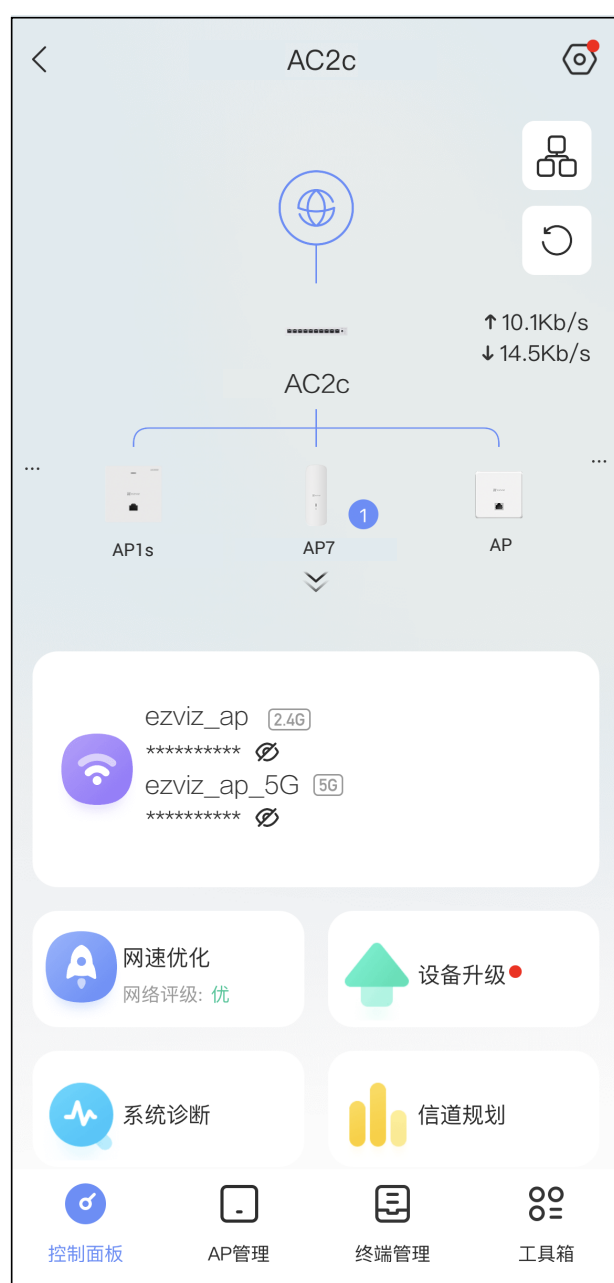 AC2c
↑10.1Kb/s
↓14.5Kb/s
AC2c
...
...
1
AP1s
AP7
AP
ezviz_ap 2.4G
**********
ezviz_ap_5G 5G
**********
网速优化
网络评级: 优
设备升级
系统诊断
信道规划
控制面板
AP管理
终端管理
工具箱